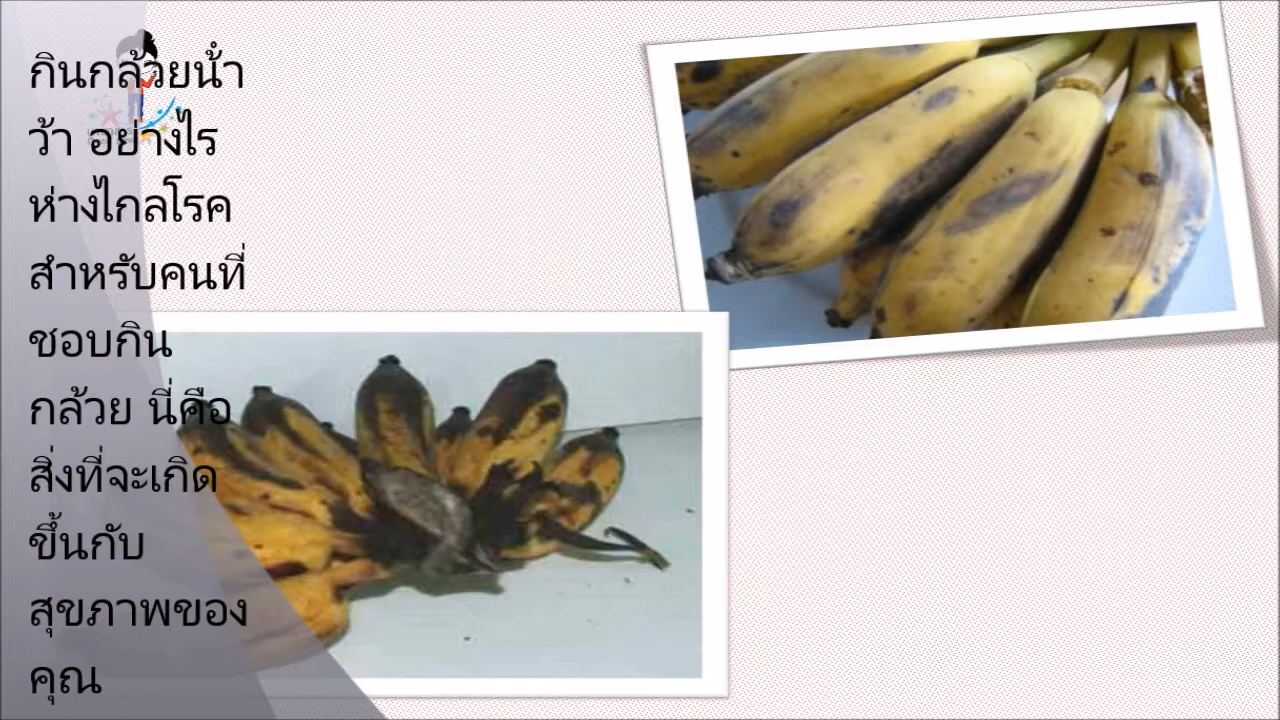 กินกล้วยน้ำ
ว้า อย่างไร
ห่างไกลโรค
สำหรับคนที่
ชอบกิน
กล้วย นี่คือ
สิ่งที่จะเกิด
ขึ้นกับ
สุขภาพของ
คุณ